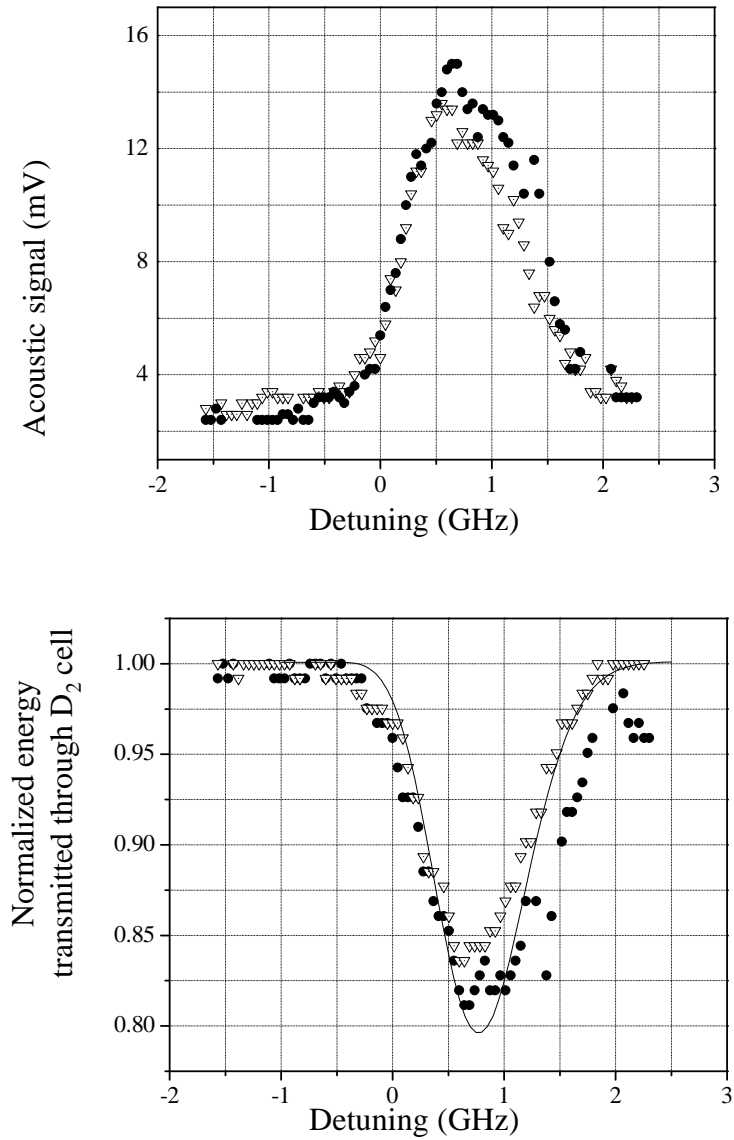 16
12
8
4
-2 -1 0 1 2 3
Acoustic signal (mV)
Detuning (GHz)
1.00
0.95
0.90
0.85
0.80
-2 -1 0 1 2 3
Normalized energy
transmitted through D₂ cell
Detuning (GHz)